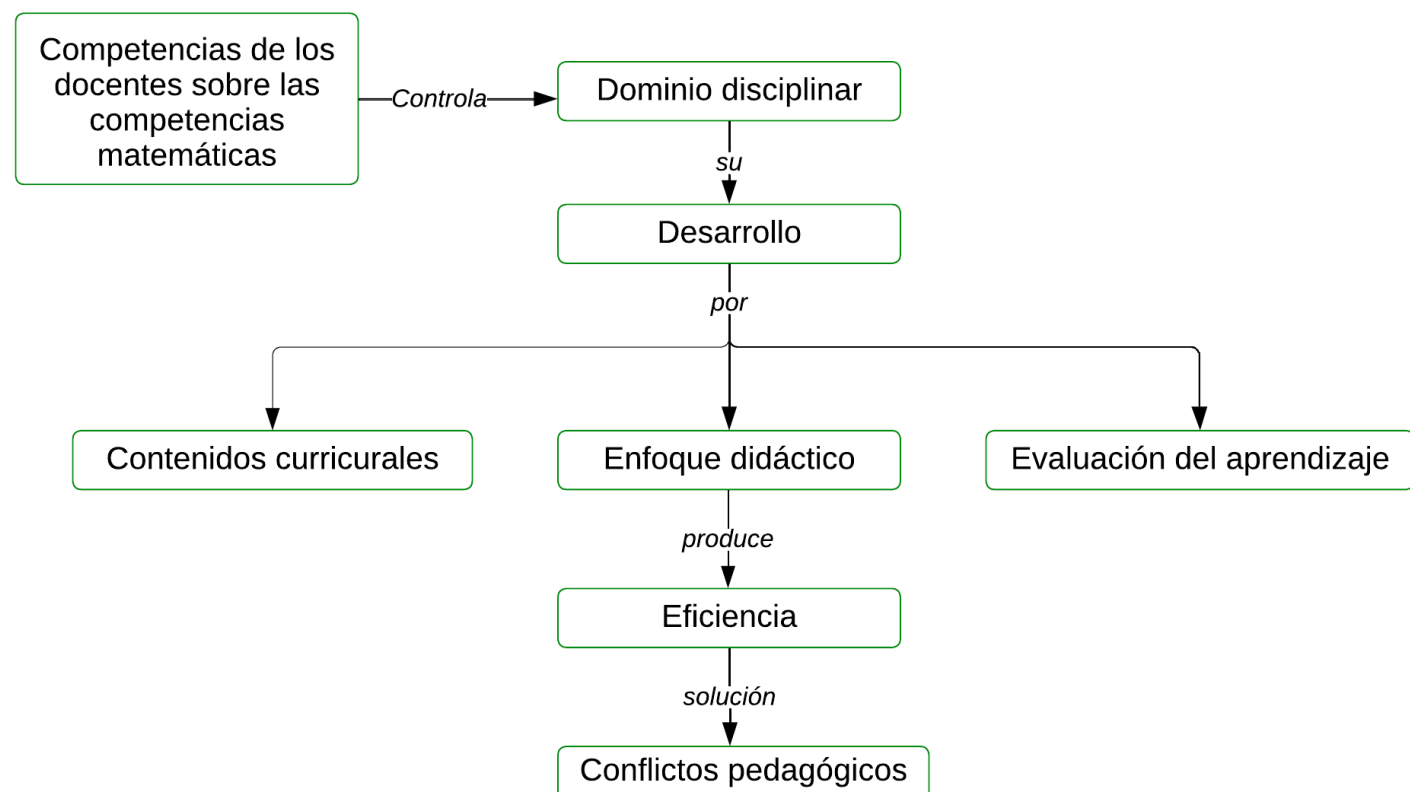 Competencias de los
docentes sobre las
competencias
matemáticas
Controla
Dominio disciplinar
su
Desarrollo
por
Contenidos curricurales
Enfoque didáctico
Evaluación del aprendizaje
produce
Eficiencia
solución
Conflictos pedagógicos